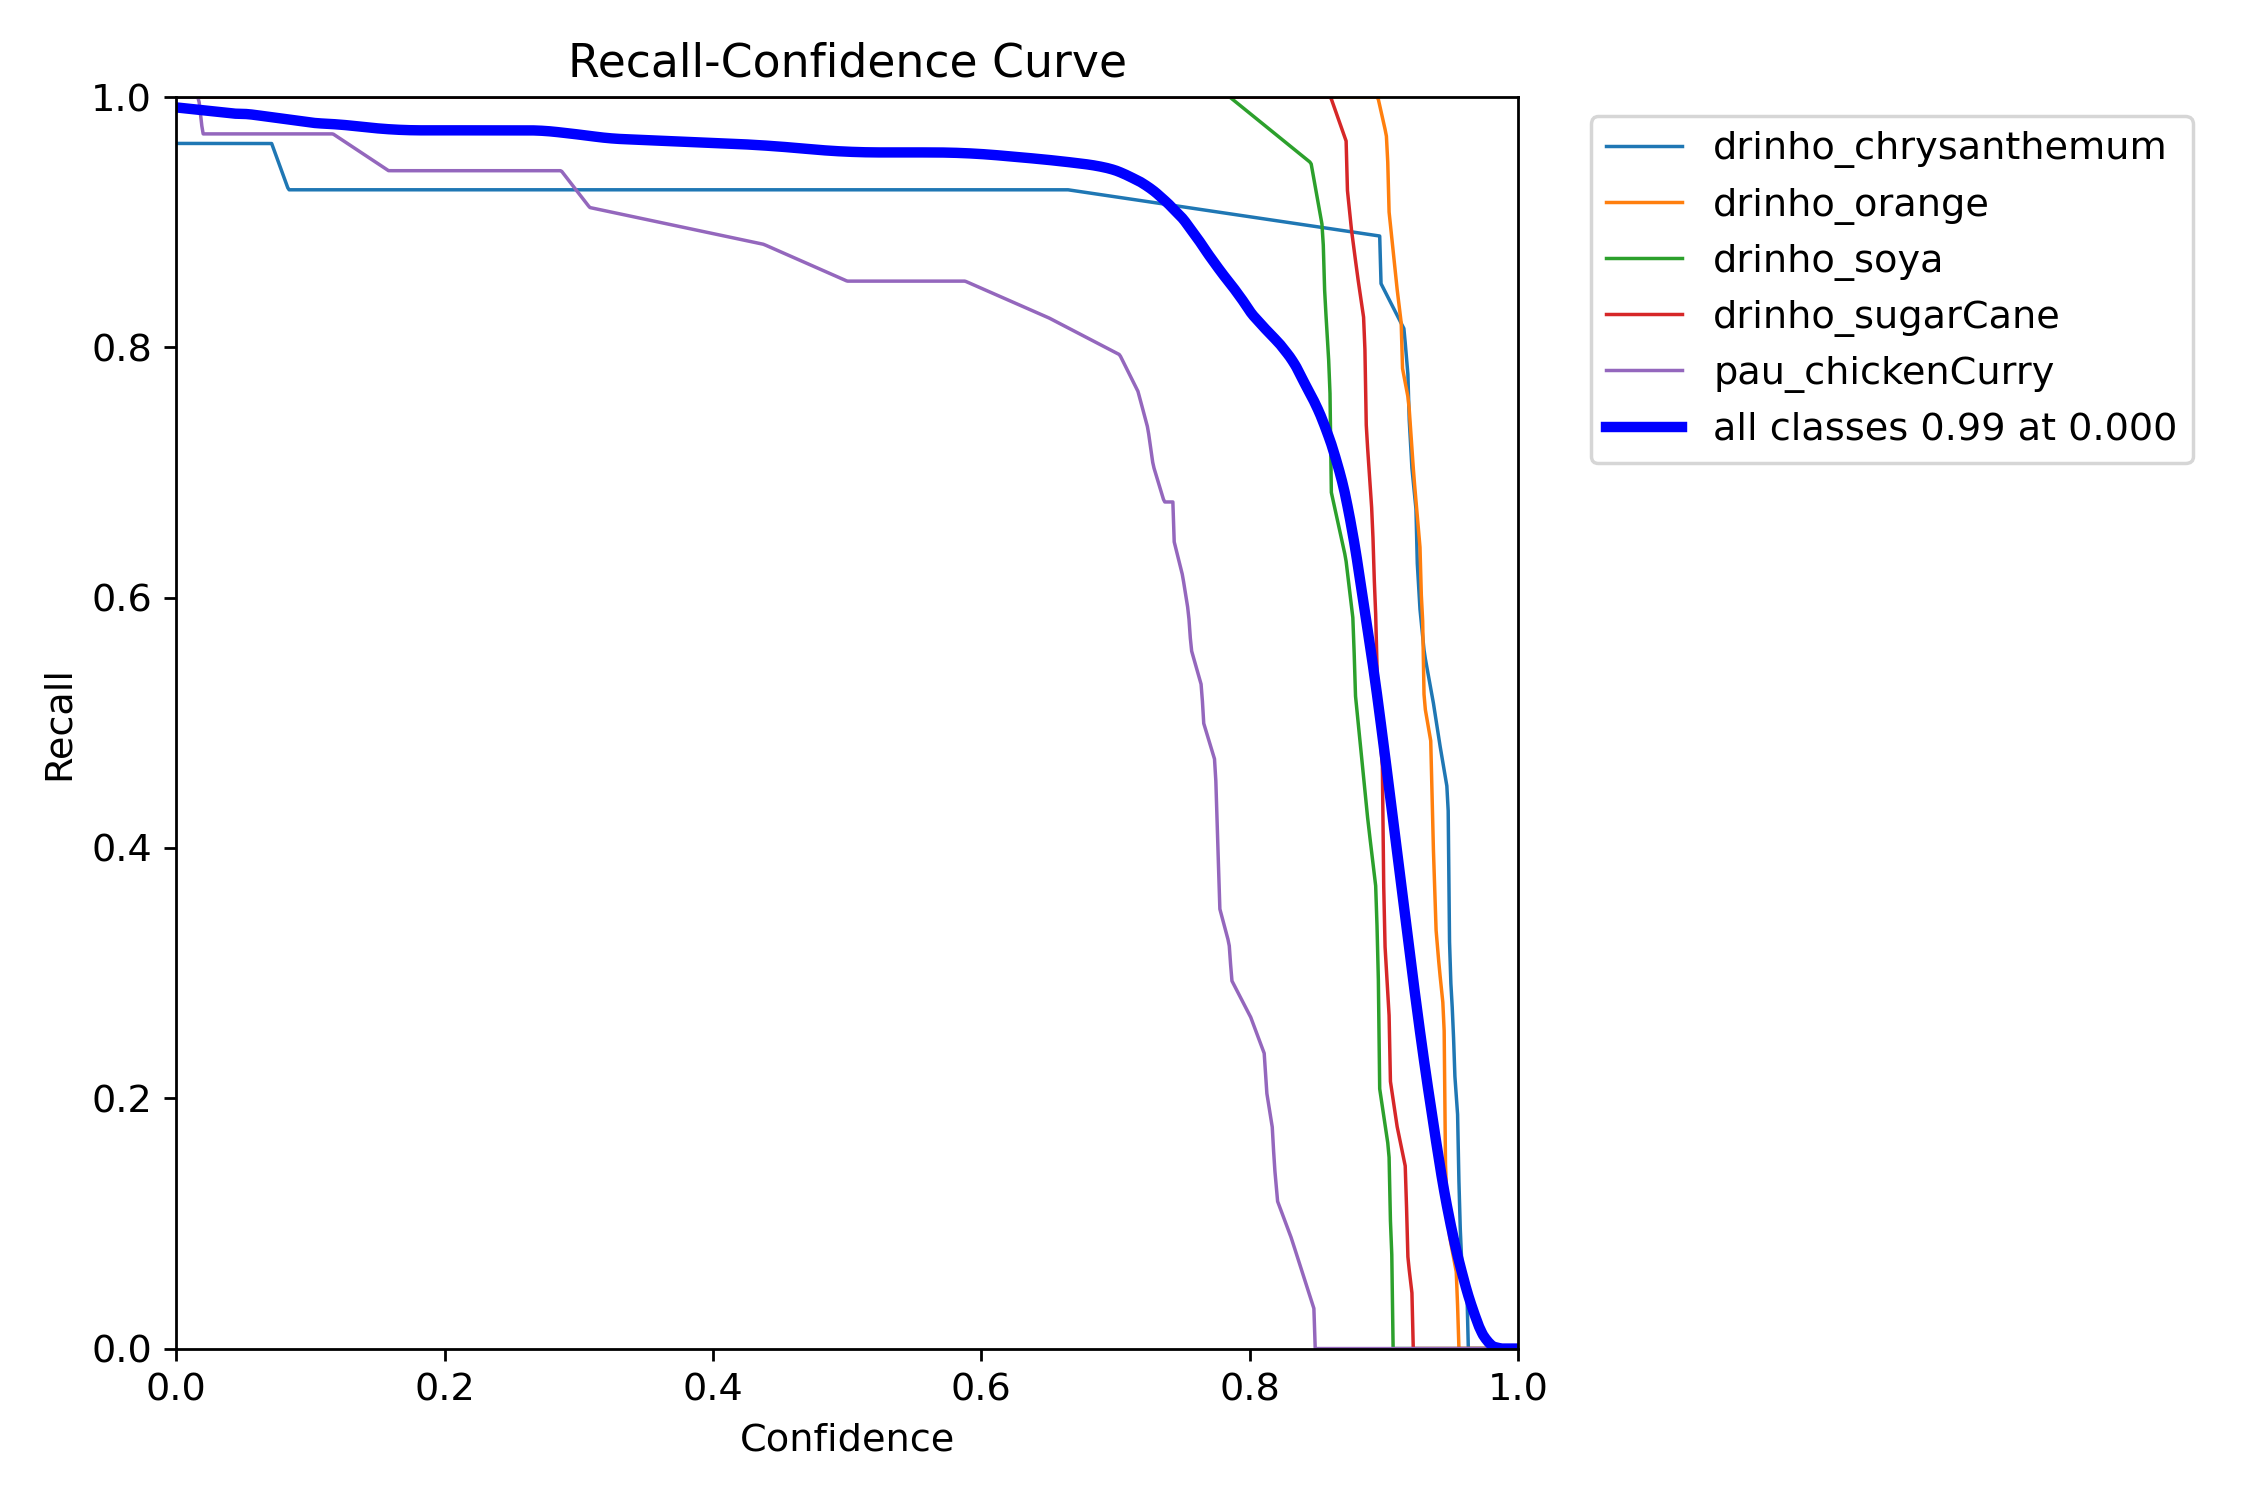 Recall-Confidence Curve
1.0
0.8
0.6
0.4
0.2
0.0
Recall
0.0 0.2 0.4 0.6 0.8 1.0
Confidence
drinho_chrysanthemum
drinho_orange
drinho_soya
drinho_sugarCane
pau_chickenCurry
all classes 0.99 at 0.000